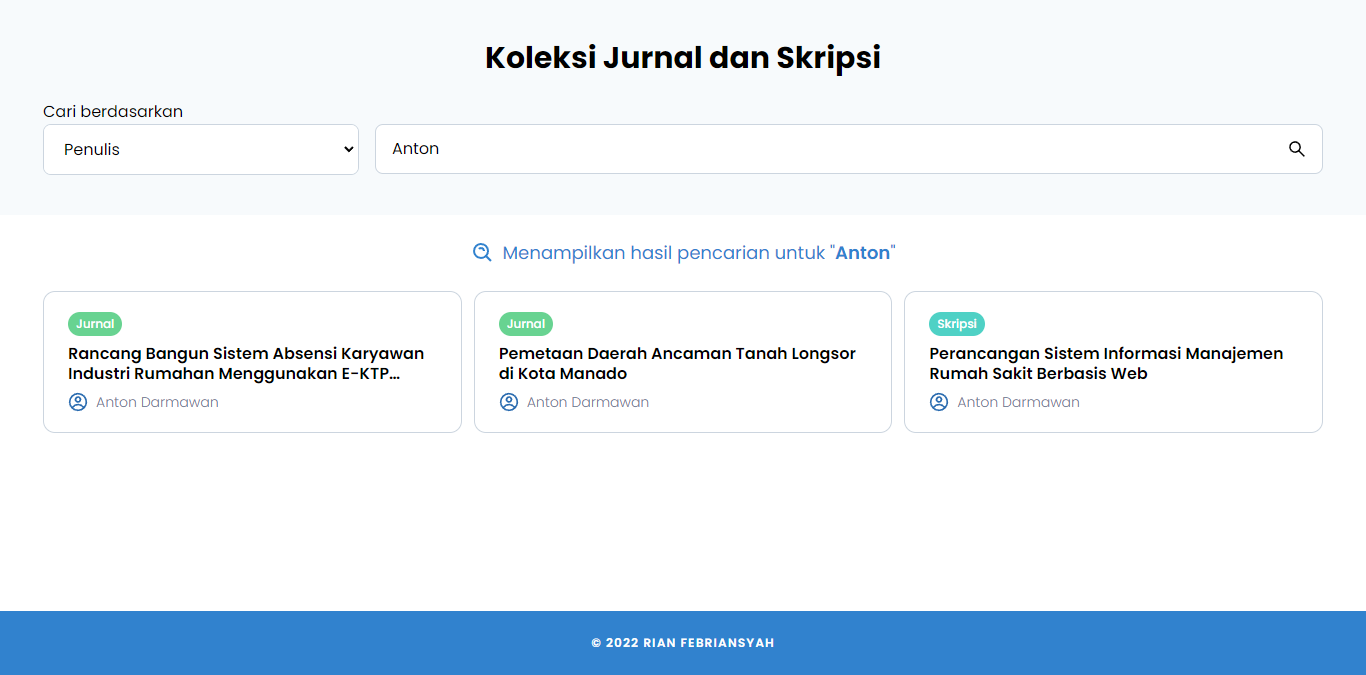 Koleksi Jurnal dan Skripsi
Cari berdasarkan
Penulis
Anton
Menampilkan hasil pencarian untuk "Anton"
Jurnal
Rancang Bangun Sistem Absensi Karyawan
Industri Rumahan Menggunakan E-KTP...
Anton Darmawan
Jurnal
Pemetaan Daerah Ancaman Tanah Longsor
di Kota Manado
Anton Darmawan
Skripsi
Perancangan Sistem Informasi Manajemen
Rumah Sakit Berbasis Web
Anton Darmawan
© 2022 RIAN FEBRIANSYAH